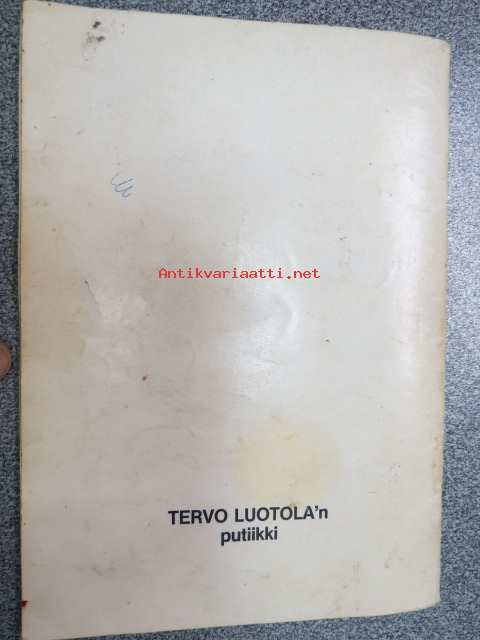 Antikvariaatti.net
TERVO LUOTOLA'n
putiikki